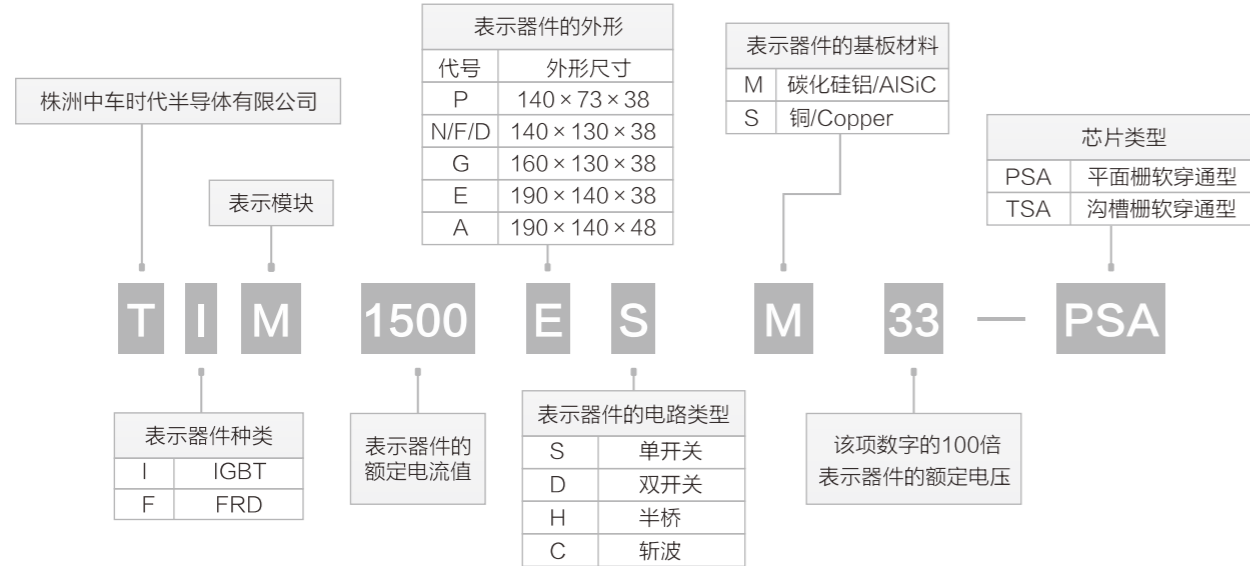 株洲中车时代半导体有限公司
表示模块
表示器件的外形
代号 外形尺寸
P 140×73×38
N/F/D 140×130×38
G 160×130×38
E 190×140×38
A 190×140×48
表示器件的基板材料
M 碳化硅铝/AlSiC
S 铜/Copper
芯片类型
PSA 平面栅软穿通型
TSA 沟槽栅软穿通型
T I M 1500 E S M 33 — PSA
表示器件种类
I IGBT
F FRD
表示器件的
额定电流值
表示器件的电路类型
S 单开关
D 双开关
H 半桥
C 斩波
该项数字的100倍
表示器件的额定电压